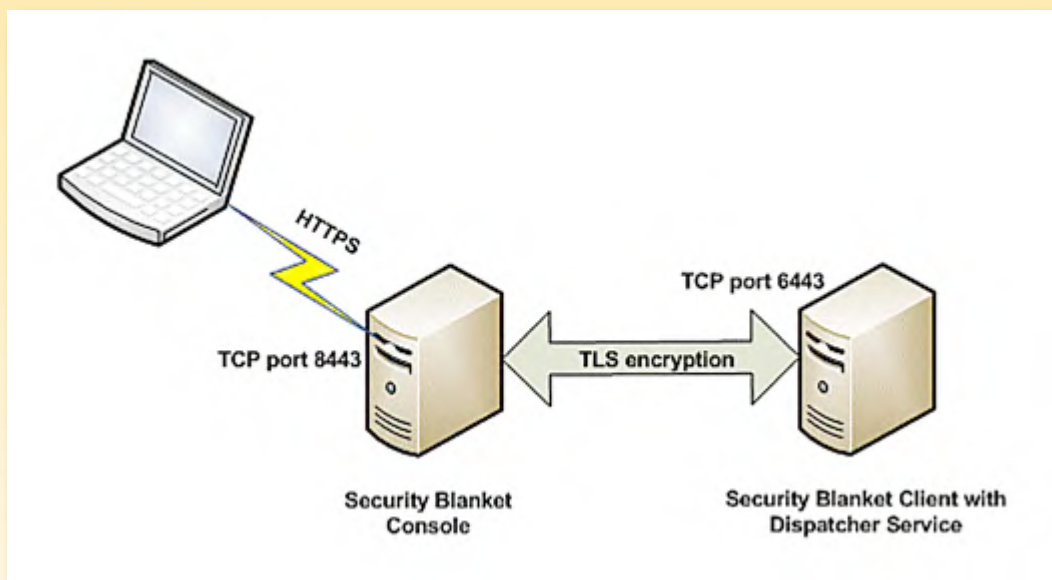 HTTPS
TCP port 6443
TCP port 8443
TLS encryption
Security Blanket
Console
Security Blanket Client with
Dispatcher Service